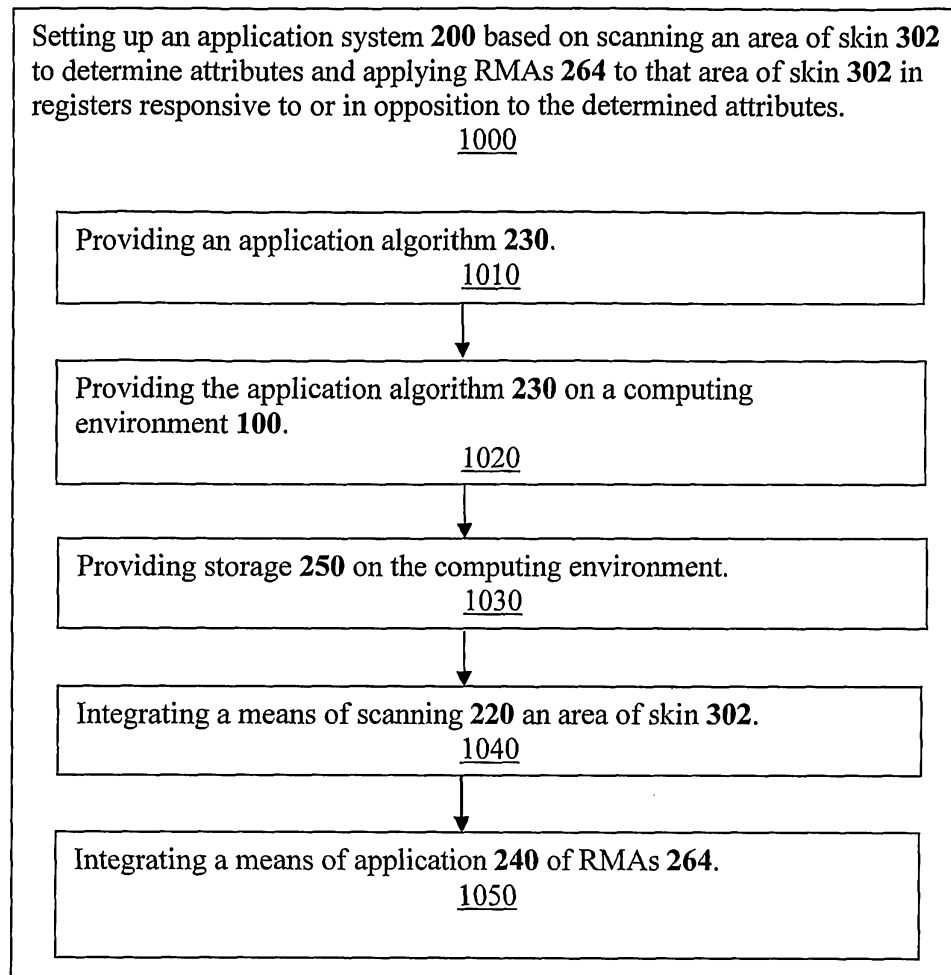 Setting up an application system 200 based on scanning an area of skin 302
to determine attributes and applying RMAs 264 to that area of skin 302 in
registers responsive to or in opposition to the determined attributes.
1000
Providing an application algorithm 230.
1010
Providing the application algorithm 230 on a computing
environment 100.
1020
Providing storage 250 on the computing environment.
1030
Integrating a means of scanning 220 an area of skin 302.
1040
Integrating a means of application 240 of RMAs 264.
1050